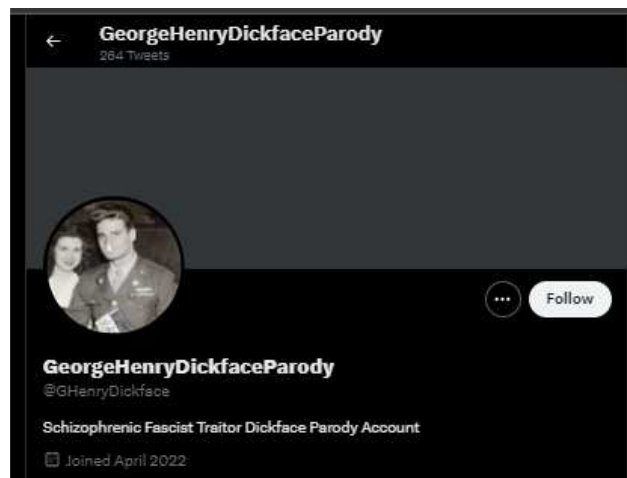 GeorgeHenryDickfaceParody
264 Tweets
Follow
GeorgeHenryDickfaceParody
@GHenryDickface
Schizophrenic Fascist Traitor Dickface Parody Account
Joined April 2022